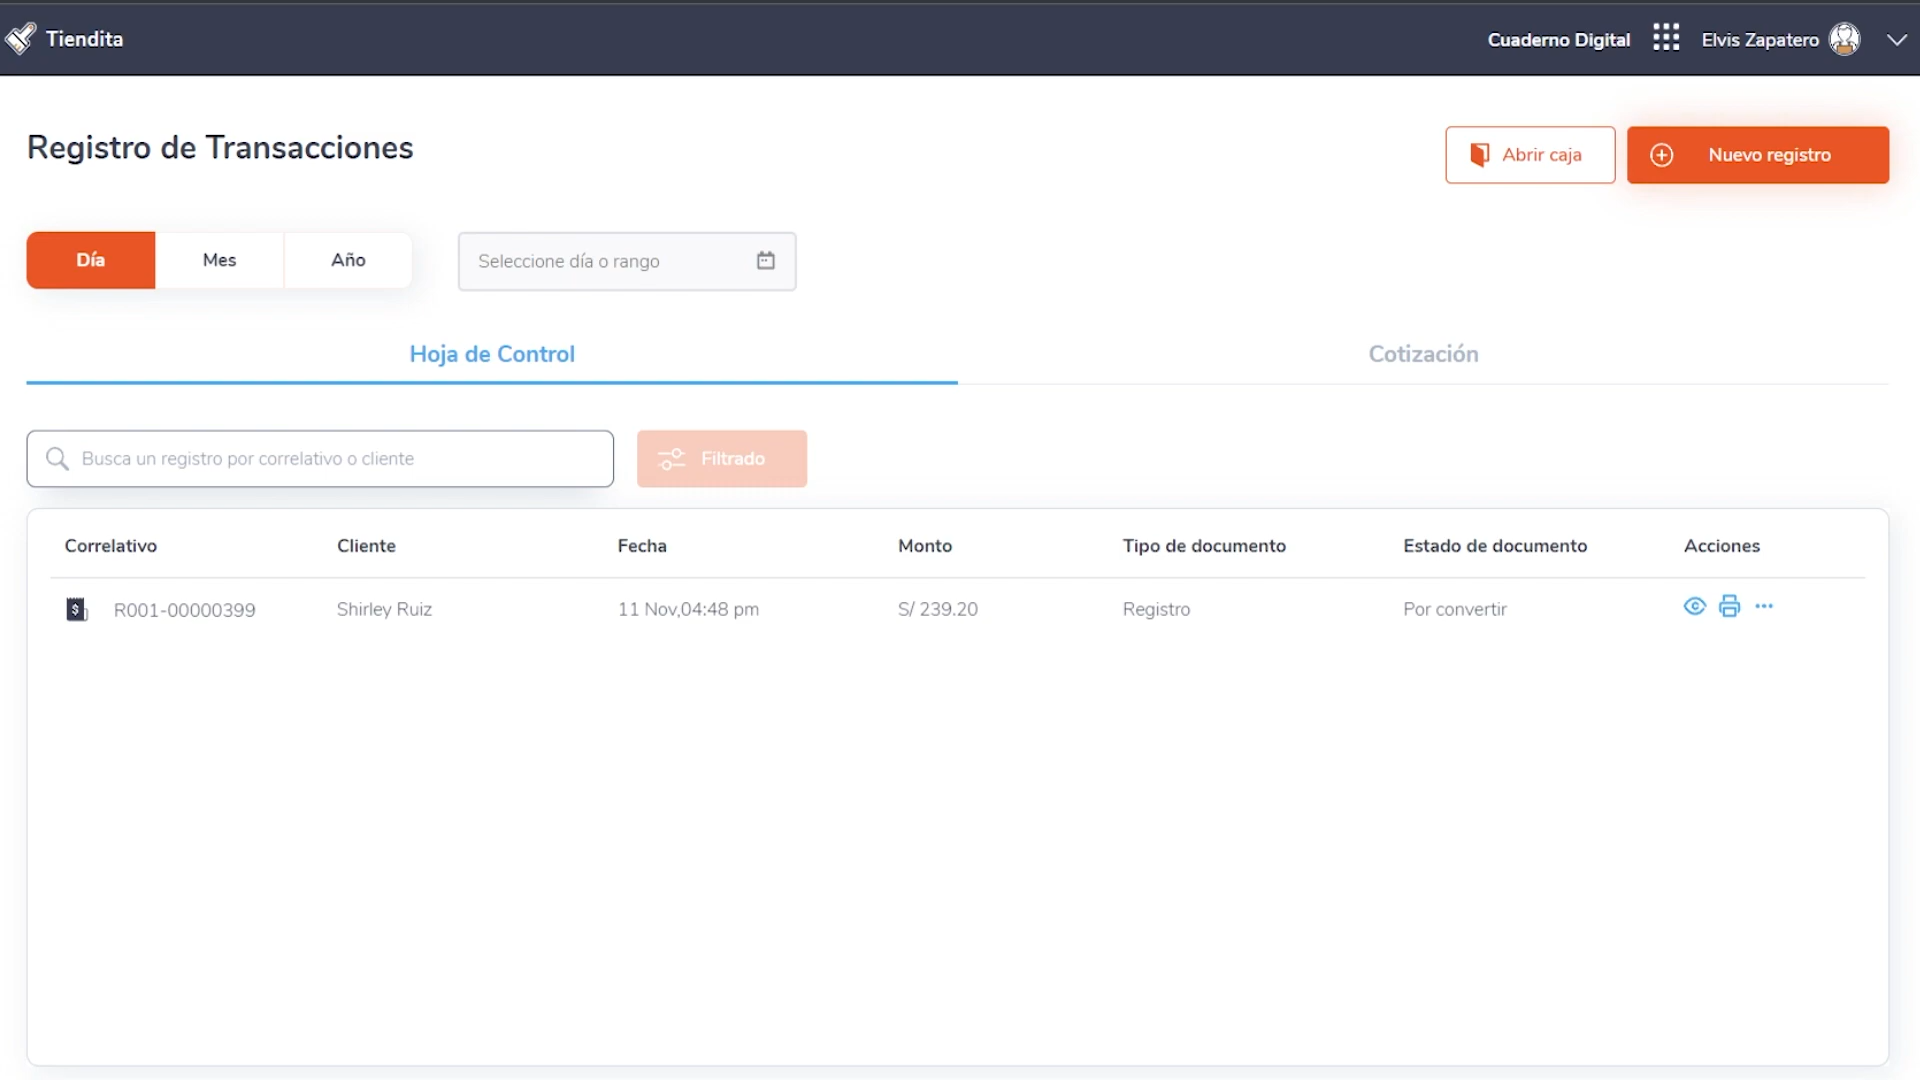 Tiendita
Cuaderno Digital
Elvis Zapatero
Registro de Transacciones
Abrir caja
Nuevo registro
Día Mes Año
Seleccione día o rango
Hoja de Control
Cotización
Busca un registro por correlativo o cliente
Filtrado
Correlativo Cliente Fecha Monto Tipo de documento Estado de documento Acciones
R001-00000399 Shirley Ruiz 11 Nov,04:48 pm S/ 239.20 Registro Por convertir